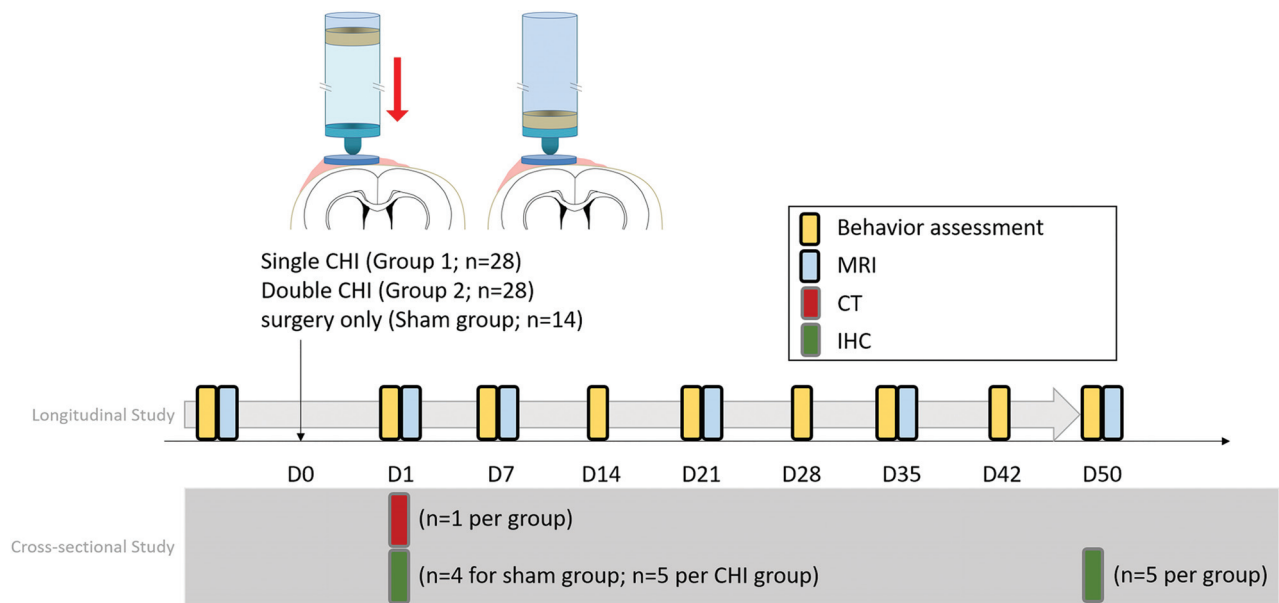 Single CHI (Group 1; n=28)
Double CHI (Group 2; n=28)
surgery only (Sham group; n=14)
Behavior assessment
MRI
CT
IHC
Longitudinal Study
D0 D1 D7 D14 D21 D28 D35 D42 D50
(n=1 per group)
Cross-sectional Study
(n=4 for sham group; n=5 per CHI group)
(n=5 per group)